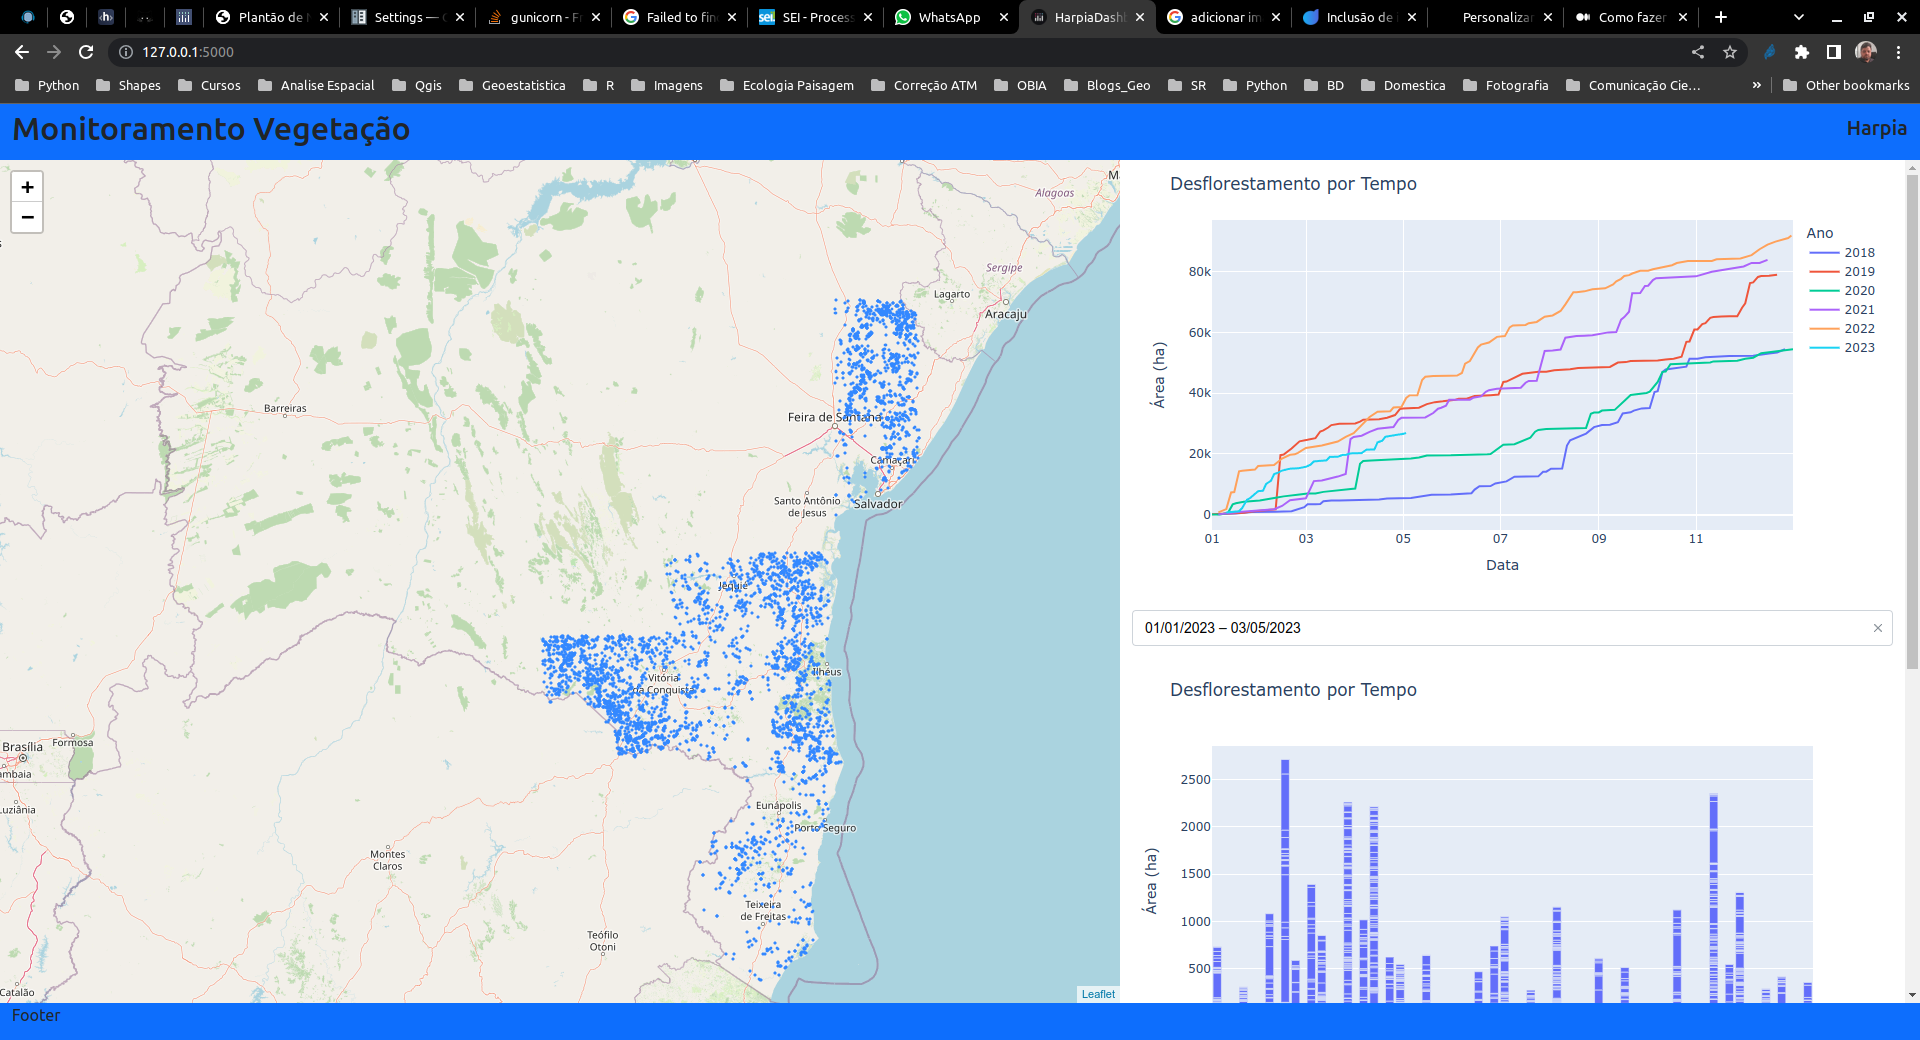 Plantão de
Settings —
gunicorn - Fr
Failed to fin
SEI - Process
WhatsApp
HarpiaDashb
adicionar im
Inclusão de
Personalizar
Como fazer
127.0.0.1:5000
Python
Shapes
Cursos
Analise Espacial
Qgis
Geoestatistica
R
Imagens
Ecologia Paisagem
Correção ATM
OBIA
Blogs_Geo
SR
Python
BD
Domestica
Fotografia
Comunicação Cie...
»
Other bookmarks
Monitoramento Vegetação
Harpia
+
−
Alagoas
Sergipe
Lagarto
Aracaju
Barreiras
Feira de Santana
Camaçari
Santo Antônio
de Jesus
Salvador
Jequié
Ilhéus
Vitória
da Conquista
Brasília
Formosa
ambaia
Luziânia
Eunápolis
Porto Seguro
Montes
Claros
Teixeira
de Freitas
Teófilo
Otoni
Catalão
Leaflet
Desflorestamento por Tempo
Ano
2018
2019
2020
2021
2022
2023
80k
60k
40k
20k
0
Área (ha)
01
03
05
07
09
11
Data
01/01/2023 – 03/05/2023
×
Desflorestamento por Tempo
2500
2000
1500
1000
500
Área (ha)
Footer